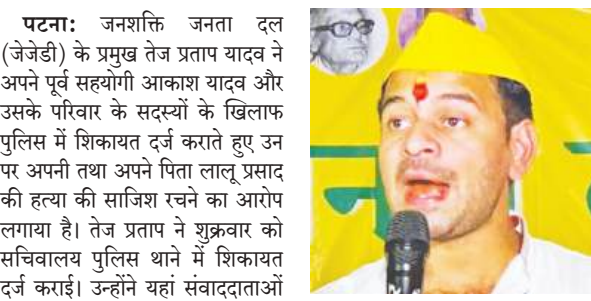 पटना: जनशक्ति जनता दल
(जेजेडी) के प्रमुख तेज प्रताप यादव ने
अपने पूर्व सहयोगी आकाश यादव और
उसके परिवार के सदस्यों के खिलाफ
पुलिस में शिकायत दर्ज कराते हुए उन
पर अपनी तथा अपने पिता लालू प्रसाद
की हत्या की साजिश रचने का आरोप
लगाया है। तेज प्रताप ने शुक्रवार को
सचिवालय पुलिस थाने में शिकायत
दर्ज कराई। उन्होंने यहां संवाददाताओं